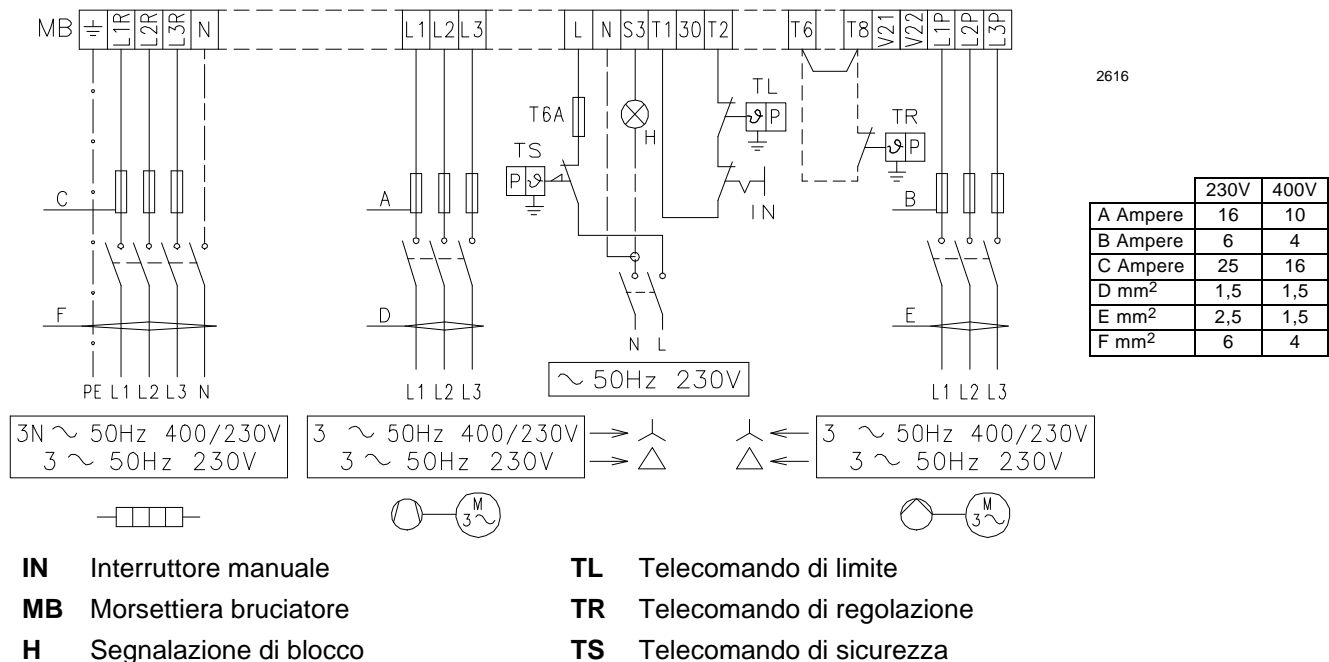 MB ⏚ L1R L2R L3R N L1 L2 L3 L N S3 T1 30 T2 T6 T8 V21 V22 L1P L2P L3P
2616
T6A
H
TL
ϑ P
TR
ϑ P
TS
P ϑ
IN
C
A
B
F
D
E
N L
PE L1 L2 L3 N
L1 L2 L3
L1 L2 L3
~ 50Hz 230V
3N ~ 50Hz 400/230V
3 ~ 50Hz 230V
3 ~ 50Hz 400/230V
3 ~ 50Hz 230V
3 ~ 50Hz 400/230V
3 ~ 50Hz 230V
M
3~
M
3~
230V 400V
A Ampere 16 10
B Ampere 6 4
C Ampere 25 16
D mm² 1,5 1,5
E mm² 2,5 1,5
F mm² 6 4
IN Interruttore manuale
MB Morsettiera bruciatore
H Segnalazione di blocco
TL Telecomando di limite
TR Telecomando di regolazione
TS Telecomando di sicurezza